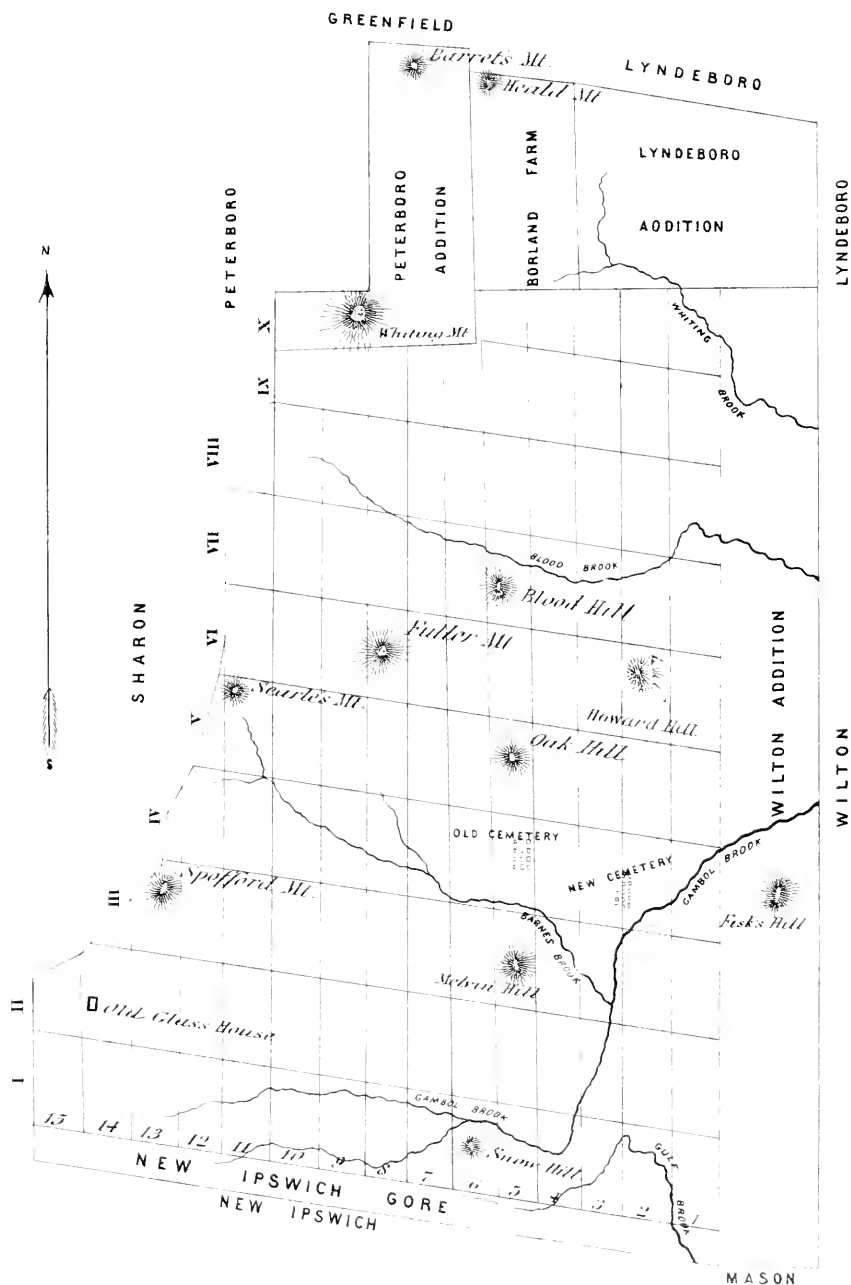 GREENFIELD
Barret's Mt.
LYNDEBORO
Heald Mt
LYNDEBORO
ADDITION
BORLAND FARM
PETERBORO
ADDITION
PETERBORO
LYNDEBORO
N
WHITING
BROOK
Whiting Mt
X
IX
VIII
VII
BLOOD BROOK
Blood Hill
VI
Fuller Mt
SHARON
Searle's Mt.
Howard Hill
WILTON ADDITION
WILTON
V
Oak Hill
S
IV
OLD CEMETERY
NEW CEMETERY
GAMBOL BROOK
III
Spofford Mt.
BARNES
BROOK
Fisk's Hill
Melvin Hill
II
Old Glass House
I
GAMBOL BROOK
15 14 13 12 11 10 9 8 7 6 5 4 3 2 1
Snow Hill
GULF
BROOK
NEW IPSWICH GORE
NEW IPSWICH
MASON